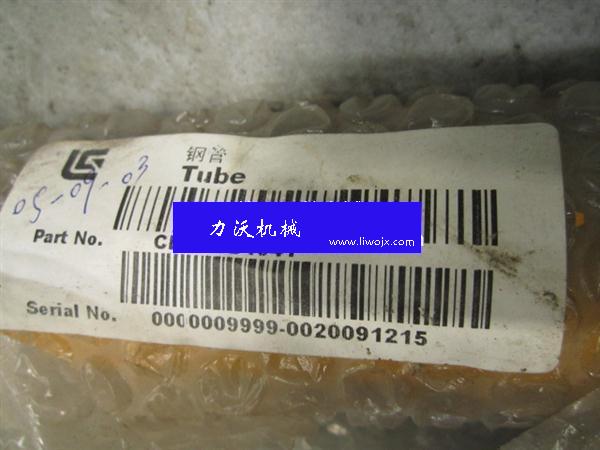 钢管
Tube
05-09-03
力沃机械
www.liwojx.com
Part No.
Serial No. 0000009999-0020091215